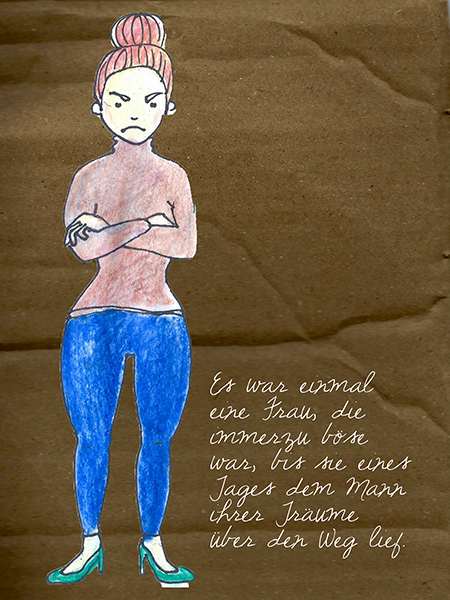 Es war einmal
eine Frau, die
immerzu böse
war, bis sie eines
Tages dem Mann
ihrer Träume
über den Weg lief.